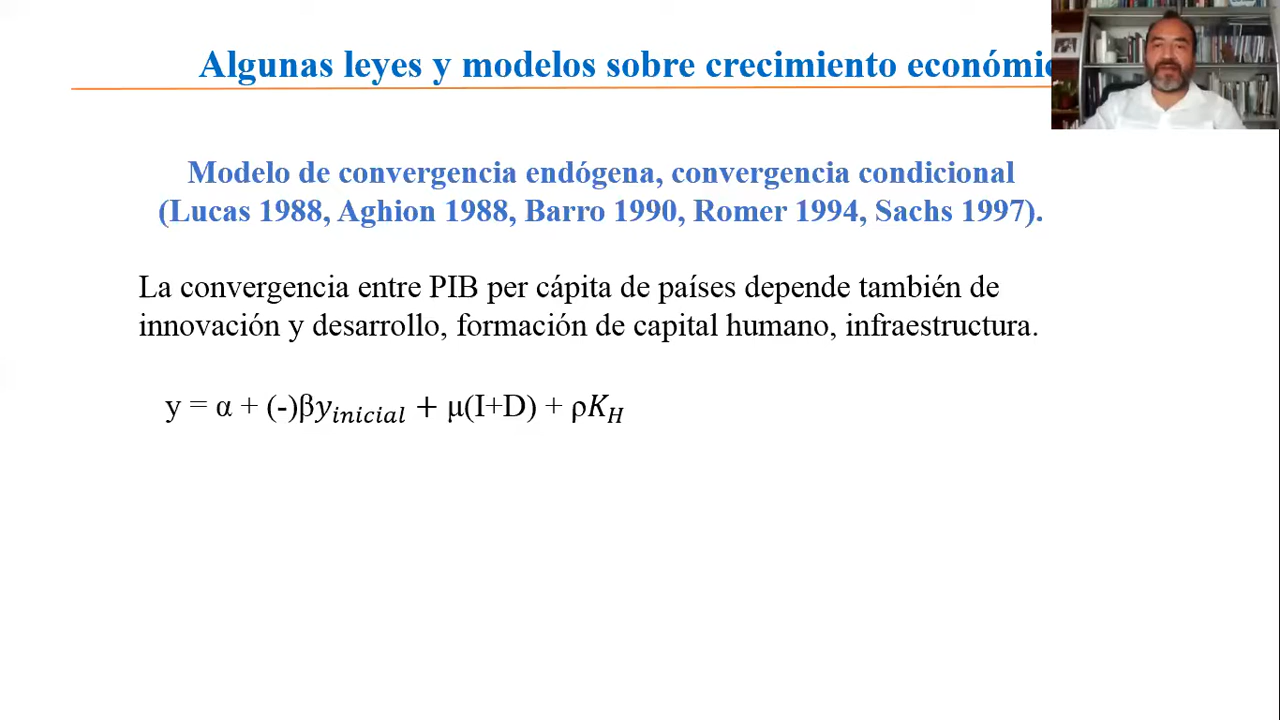 Algunas leyes y modelos sobre crecimiento económic
Modelo de convergencia endógena, convergencia condicional
(Lucas 1988, Aghion 1988, Barro 1990, Romer 1994, Sachs 1997).
La convergencia entre PIB per cápita de países depende también de
innovación y desarrollo, formación de capital humano, infraestructura.
y = α + (-)βy_inicial + μ(I+D) + ρK_H